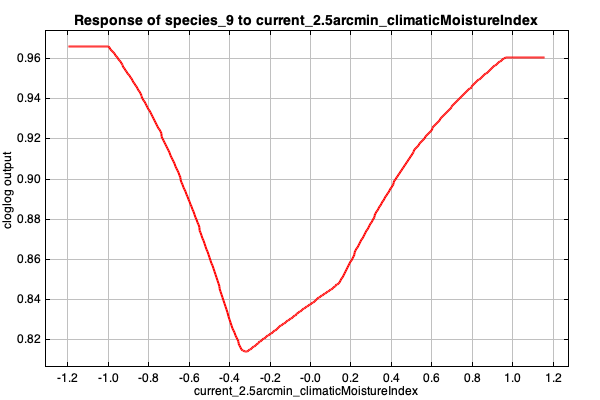 Response of species_9 to current_2.5arcmin_climaticMoistureIndex
0.96
0.94
0.92
0.90
0.88
0.86
0.84
0.82
cloglog output
-1.2 -1.0 -0.8 -0.6 -0.4 -0.2 -0.0 0.2 0.4 0.6 0.8 1.0 1.2
current_2.5arcmin_climaticMoistureIndex